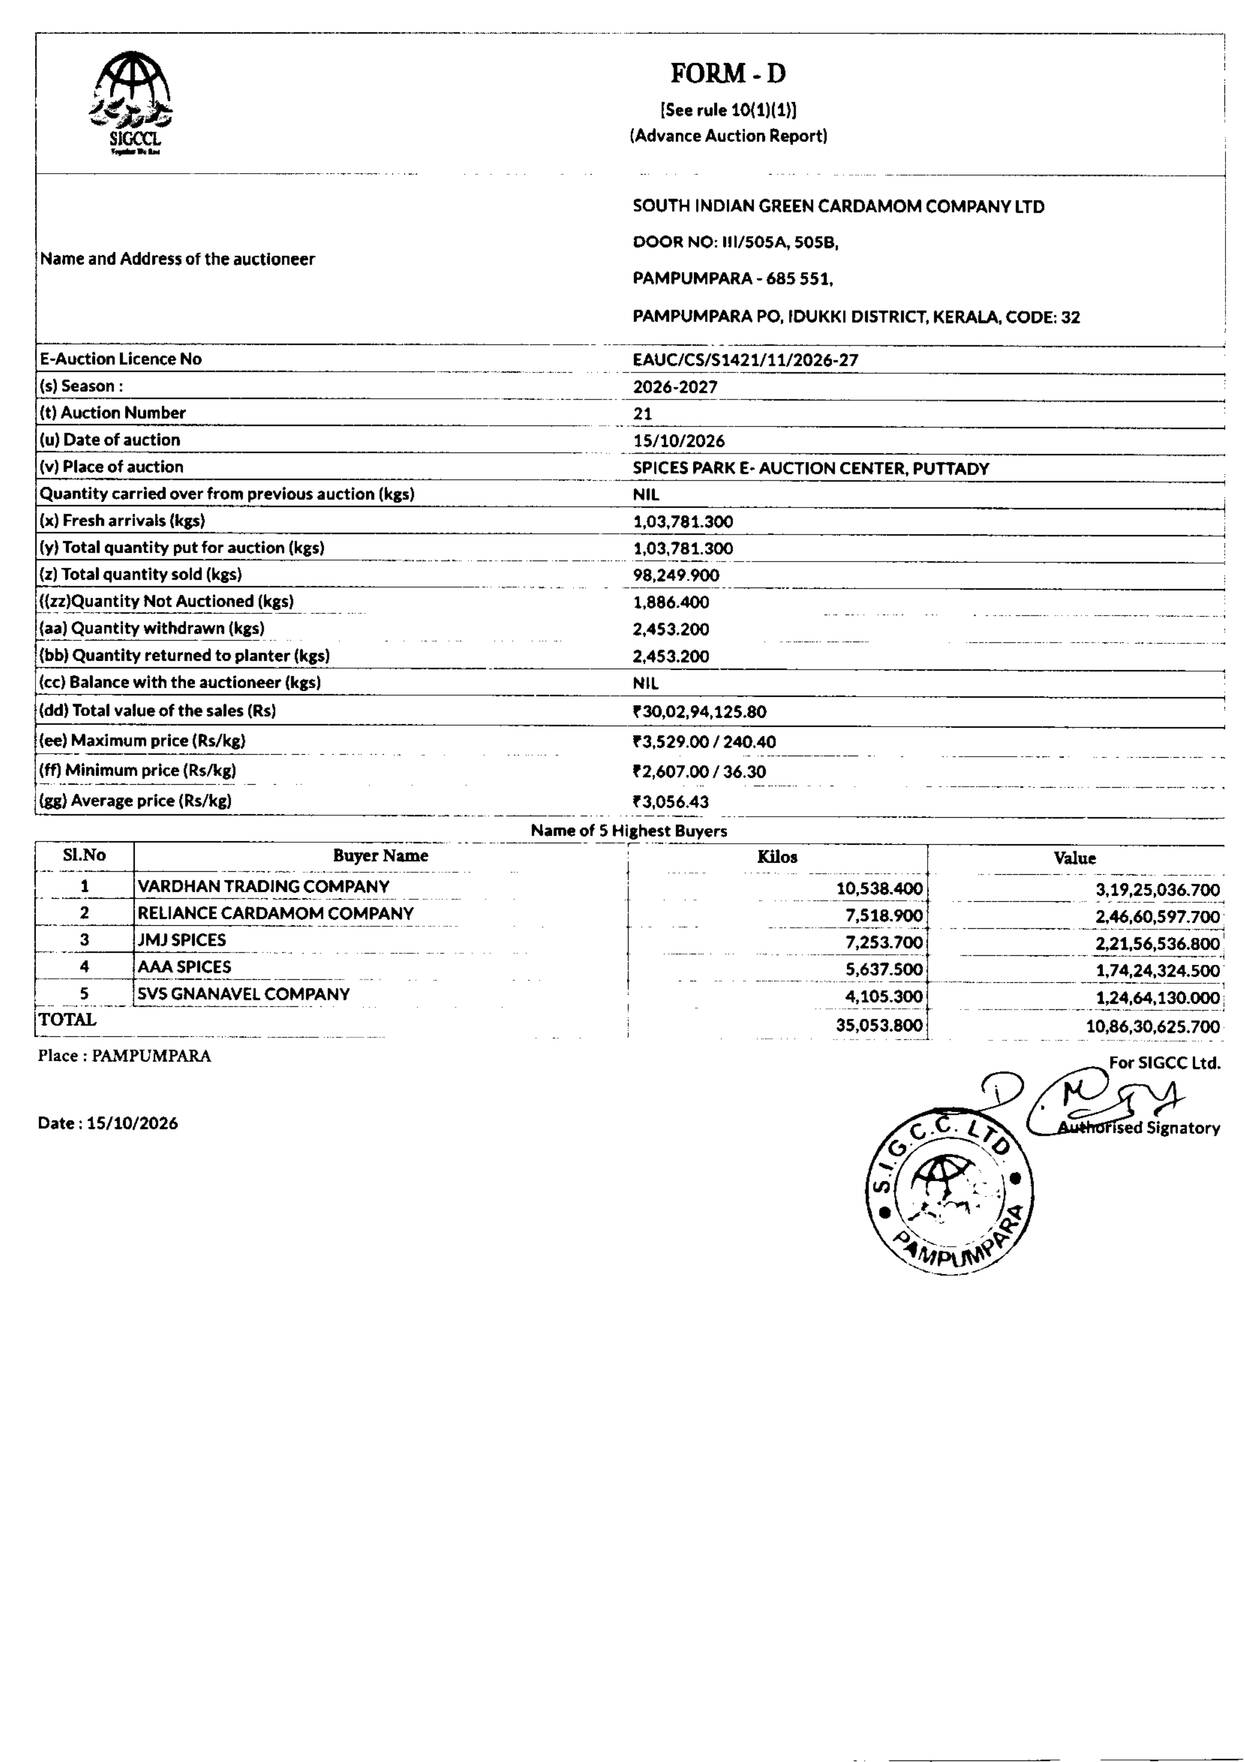 FORM - D
[See rule 10(1)(1)]
(Advance Auction Report)
SIGCCL
Together We Rise
Name and Address of the auctioneer
SOUTH INDIAN GREEN CARDAMOM COMPANY LTD
DOOR NO: III/505A, 505B,
PAMPUMPARA - 685 551,
PAMPUMPARA PO, IDUKKI DISTRICT, KERALA, CODE: 32
E-Auction Licence No EAUC/CS/S1421/11/2026-27
(s) Season : 2026-2027
(t) Auction Number 21
(u) Date of auction 15/10/2026
(v) Place of auction SPICES PARK E- AUCTION CENTER, PUTTADY
Quantity carried over from previous auction (kgs) NIL
(x) Fresh arrivals (kgs) 1,03,781.300
(y) Total quantity put for auction (kgs) 1,03,781.300
(z) Total quantity sold (kgs) 98,249.900
((zz)Quantity Not Auctioned (kgs) 1,886.400
(aa) Quantity withdrawn (kgs) 2,453.200
(bb) Quantity returned to planter (kgs) 2,453.200
(cc) Balance with the auctioneer (kgs) NIL
(dd) Total value of the sales (Rs) ₹30,02,94,125.80
(ee) Maximum price (Rs/kg) ₹3,529.00 / 240.40
(ff) Minimum price (Rs/kg) ₹2,607.00 / 36.30
(gg) Average price (Rs/kg) ₹3,056.43
Name of 5 Highest Buyers
Sl.No Buyer Name Kilos Value
1 VARDHAN TRADING COMPANY 10,538.400 3,19,25,036.700
2 RELIANCE CARDAMOM COMPANY 7,518.900 2,46,60,597.700
3 JMJ SPICES 7,253.700 2,21,56,536.800
4 AAA SPICES 5,637.500 1,74,24,324.500
5 SVS GNANAVEL COMPANY 4,105.300 1,24,64,130.000
TOTAL 35,053.800 10,86,30,625.700
Place : PAMPUMPARA
For SIGCC Ltd.
Date : 15/10/2026
Authorised Signatory
S.I.G.C.C. LTD.
PAMPUMPARA